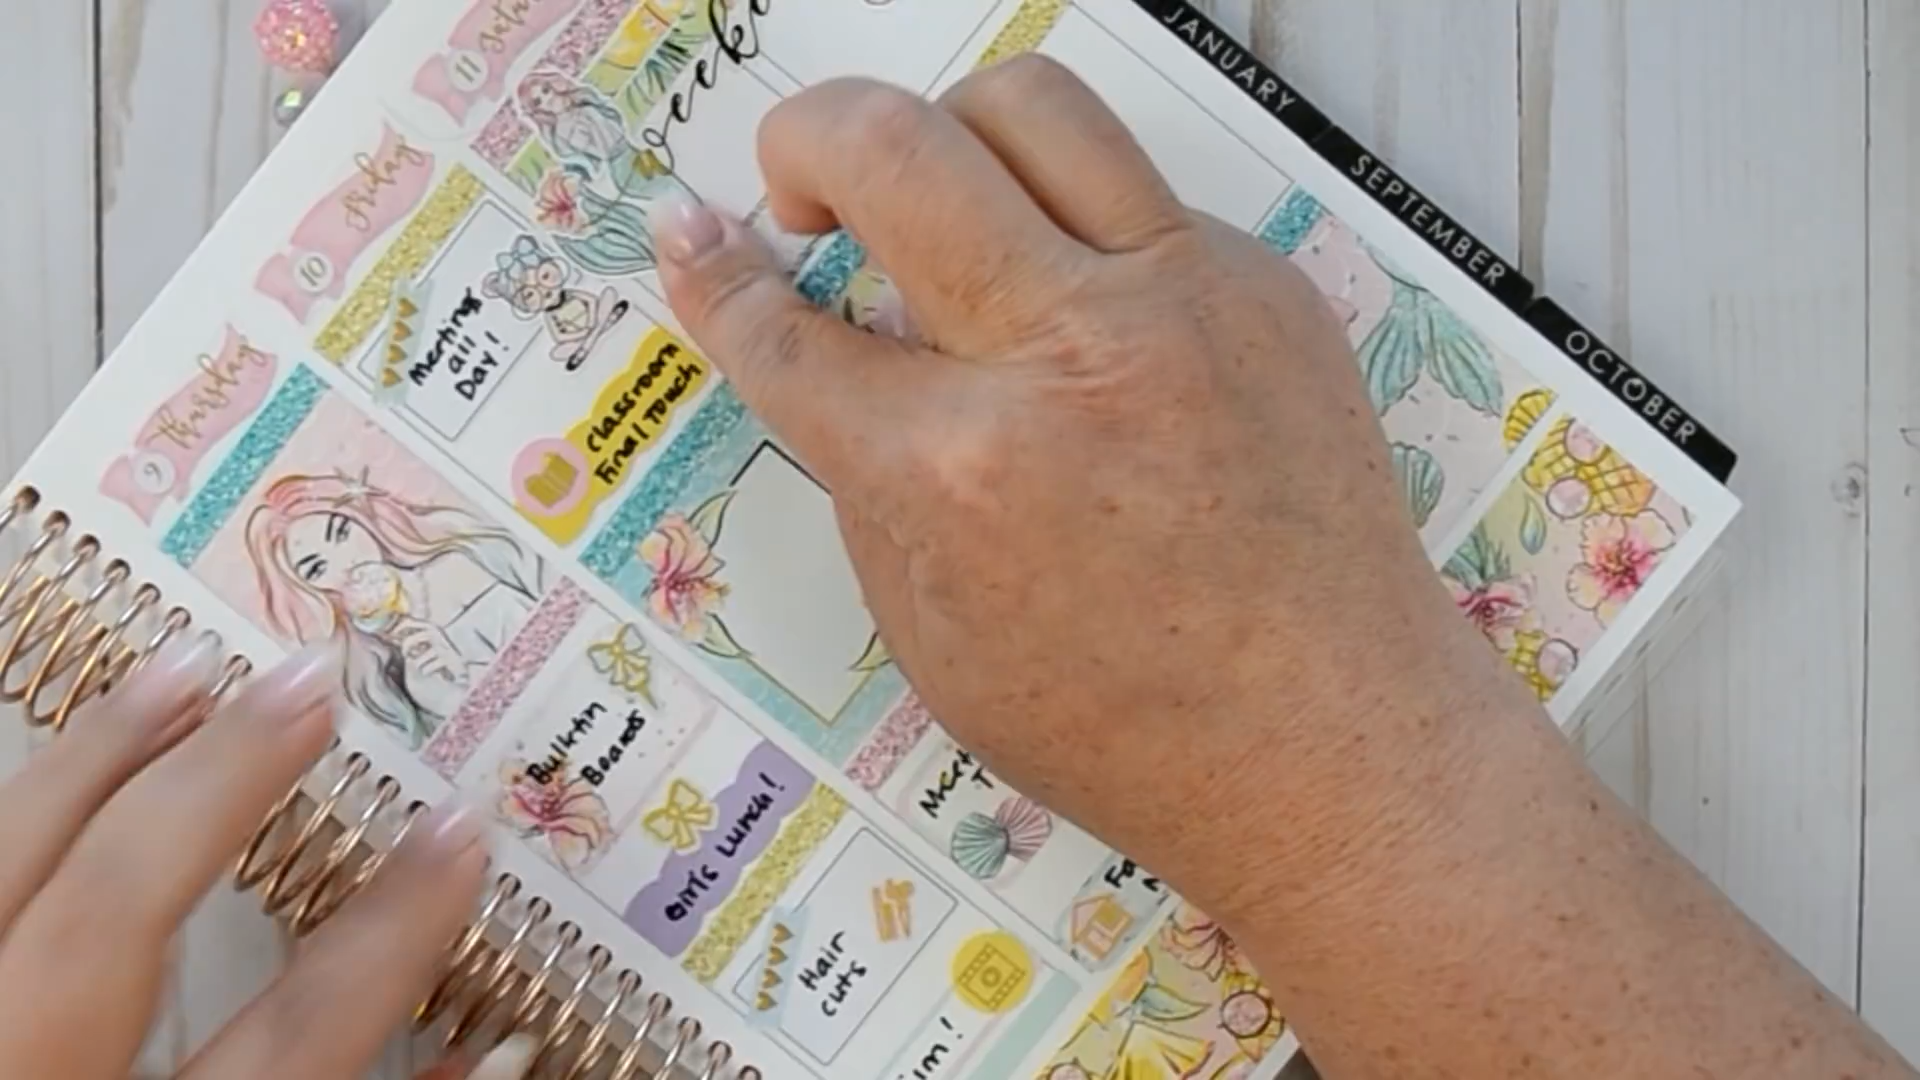 JANUARY
SEPTEMBER
OCTOBER
11
10
Friday
9
Thursday
Meetings
all
Day!
Classroom
Final Touch
Bulletin
Boards
Girls Lunch!
Hair
cuts